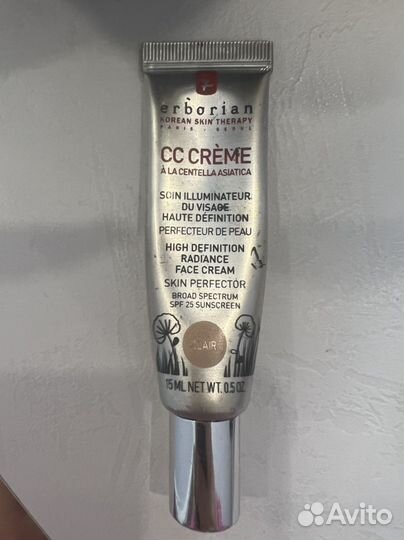 erborian
KOREAN SKIN THERAPY
PARIS - SEOUL
CC CRÈME
À LA CENTELLA ASIATICA
SOIN ILLUMINATEUR
DU VISAGE
HAUTE DÉFINITION
PERFECTEUR DE PEAU
HIGH DEFINITION
RADIANCE
FACE CREAM
SKIN PERFECTOR
BROAD SPECTRUM
SPF 25 SUNSCREEN
CLAIR
15 ML NET WT. 0.5 OZ.
Avito